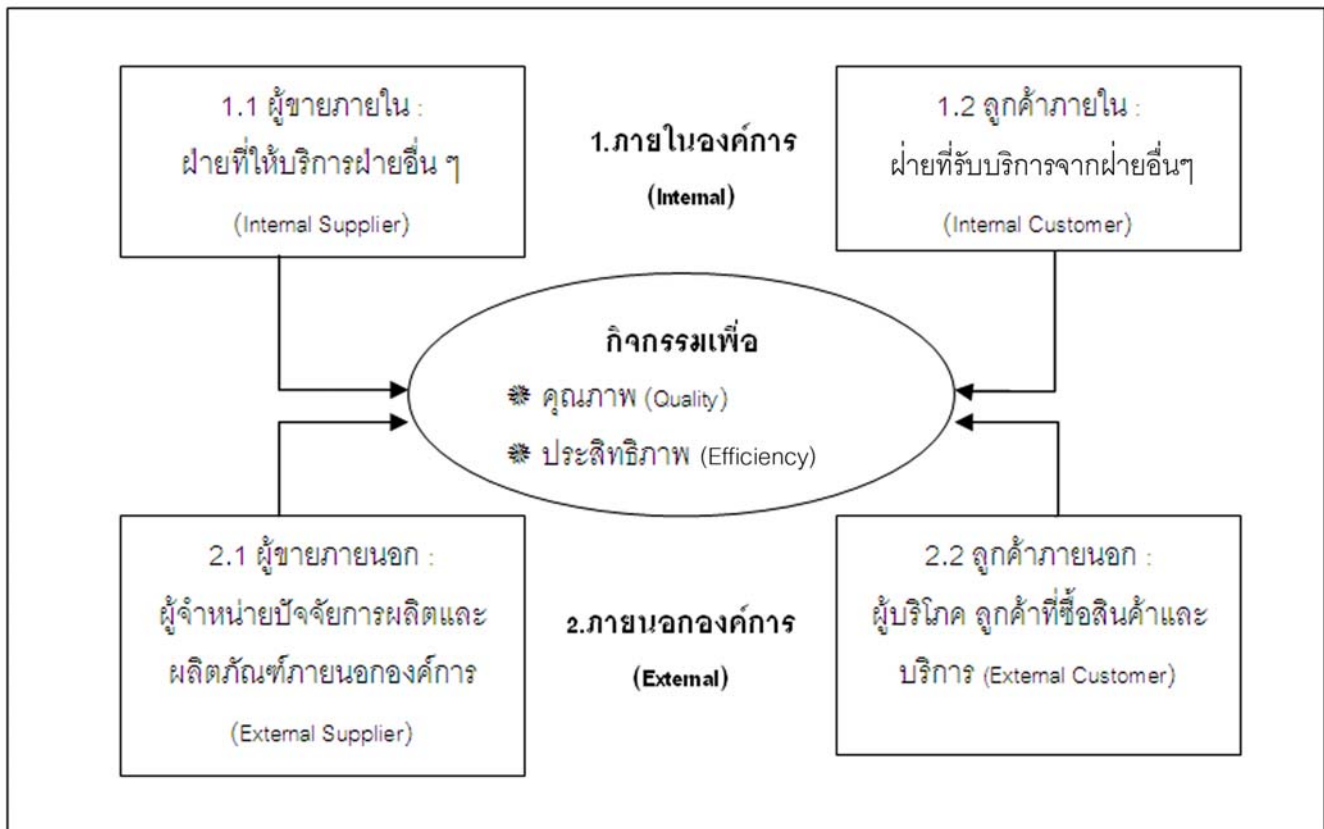 1.1 ผู้ขายภายใน :
ฝ่ายที่ให้บริการฝ่ายอื่น ๆ
(Internal Supplier)
1.ภายในองค์การ
(Internal)
1.2 ลูกค้าภายใน :
ฝ่ายที่รับบริการจากฝ่ายอื่นๆ
(Internal Customer)
กิจกรรมเพื่อ
คุณภาพ (Quality)
ประสิทธิภาพ (Efficiency)
2.1 ผู้ขายภายนอก :
ผู้จำหน่ายปัจจัยการผลิตและ
ผลิตภัณฑ์ภายนอกองค์การ
(External Supplier)
2.ภายนอกองค์การ
(External)
2.2 ลูกค้าภายนอก :
ผู้บริโภค ลูกค้าที่ซื้อสินค้าและ
บริการ (External Customer)